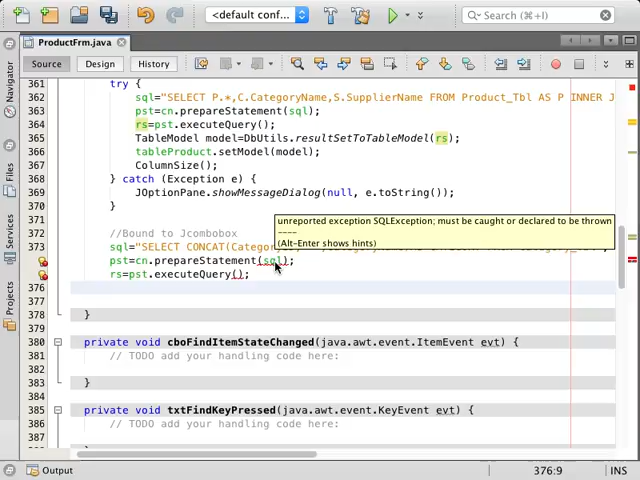 <default conf...
Search (⌘+I)
ProductFrm.java
Source
Design
History
Navigator
Files
Services
Projects
361 try {
362 sql="SELECT P.*,C.CategoryName,S.SupplierName FROM Product_Tbl AS P INNER J
363 pst=cn.prepareStatement(sql);
364 rs=pst.executeQuery();
365 TableModel model=DbUtils.resultSetToTableModel(rs);
366 tableProduct.setModel(model);
367 ColumnSize();
368 } catch (Exception e) {
369 JOptionPane.showMessageDialog(null, e.toString());
370 }
371
unreported exception SQLException; must be caught or declared to be thrown
----
(Alt-Enter shows hints)
372 //Bound to Jcombobox
373 sql="SELECT CONCAT(Catego
pst=cn.prepareStatement(sql);
rs=pst.executeQuery();
376
377
378 }
380 private void cboFindItemStateChanged(java.awt.event.ItemEvent evt) {
381 // TODO add your handling code here:
382
383 }
385 private void txtFindKeyPressed(java.awt.event.KeyEvent evt) {
386 // TODO add your handling code here:
387
Output
376:9
INS